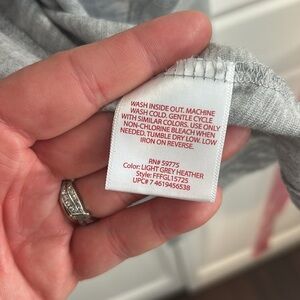 WASH INSIDE OUT. MACHINE
WASH COLD. GENTLE CYCLE
WITH SIMILAR COLORS. USE ONLY
NON-CHLORINE BLEACH WHEN
NEEDED, TUMBLE DRY LOW. LOW
IRON ON REVERSE.
RN# 59775
Color: LIGHT GREY HEATHER
Style: FFFGL15725
UPC# 7 4619456538